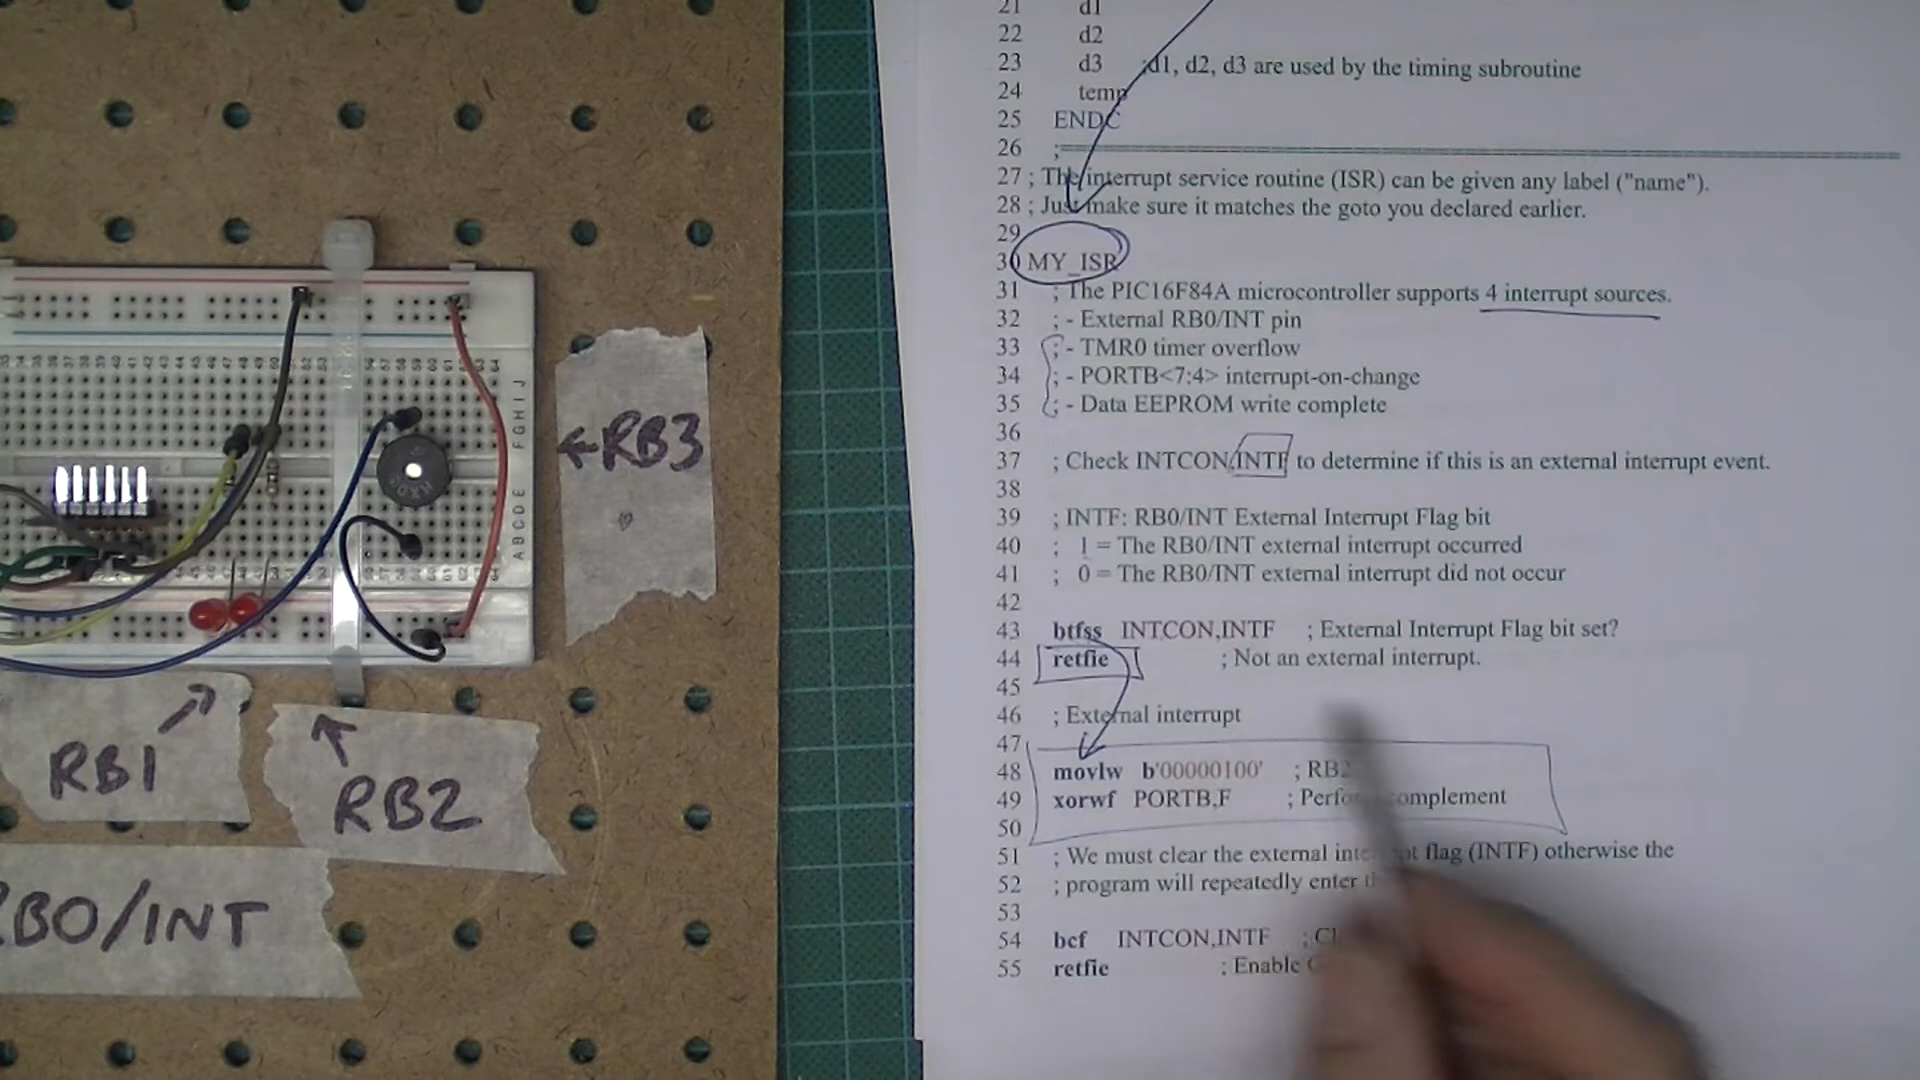 21 d1
22 d2
23 d3 ;d1, d2, d3 are used by the timing subroutine
24 temp
25 ENDC
26 ;
27 ; The interrupt service routine (ISR) can be given any label ("name").
28 ; Just make sure it matches the goto you declared earlier.
29
30 MY_ISR
31 ; The PIC16F84A microcontroller supports 4 interrupt sources.
32 ; - External RB0/INT pin
33 ; - TMR0 timer overflow
34 ; - PORTB<7:4> interrupt-on-change
35 ; - Data EEPROM write complete
36
37 ; Check INTCON,INTF to determine if this is an external interrupt event.
38
39 ; INTF: RB0/INT External Interrupt Flag bit
40 ; 1 = The RB0/INT external interrupt occurred
41 ; 0 = The RB0/INT external interrupt did not occur
42
43 btfss INTCON,INTF ; External Interrupt Flag bit set?
44 retfie ; Not an external interrupt.
45
46 ; External interrupt
47
48 movlw b'00000100' ; RB2
49 xorwf PORTB,F ; complement
50
51 ; We must clear the external flag (INTF) otherwise the
52 ; program will repeatedly enter
53
54 bcf INTCON,INTF ;
55 retfie ; Enable
←RB3
RB1
RB2
RB0/INT
A B C D E F G H I J